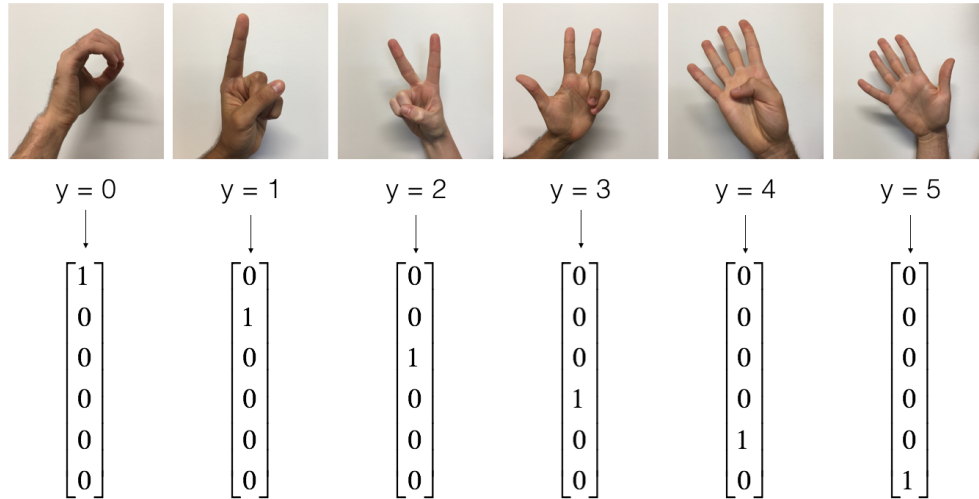 y = 0 y = 1 y = 2 y = 3 y = 4 y = 5
1 0 0 0 0 0
0 1 0 0 0 0
0 0 1 0 0 0
0 0 0 1 0 0
0 0 0 0 1 0
0 0 0 0 0 1